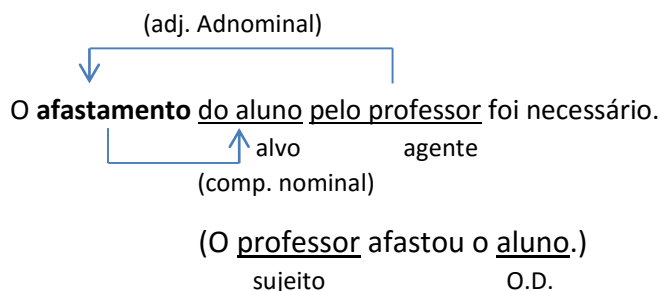 (adj. Adnominal)
O afastamento do aluno pelo professor foi necessário.
alvo agente
(comp. nominal)
(O professor afastou o aluno.)
sujeito O.D.